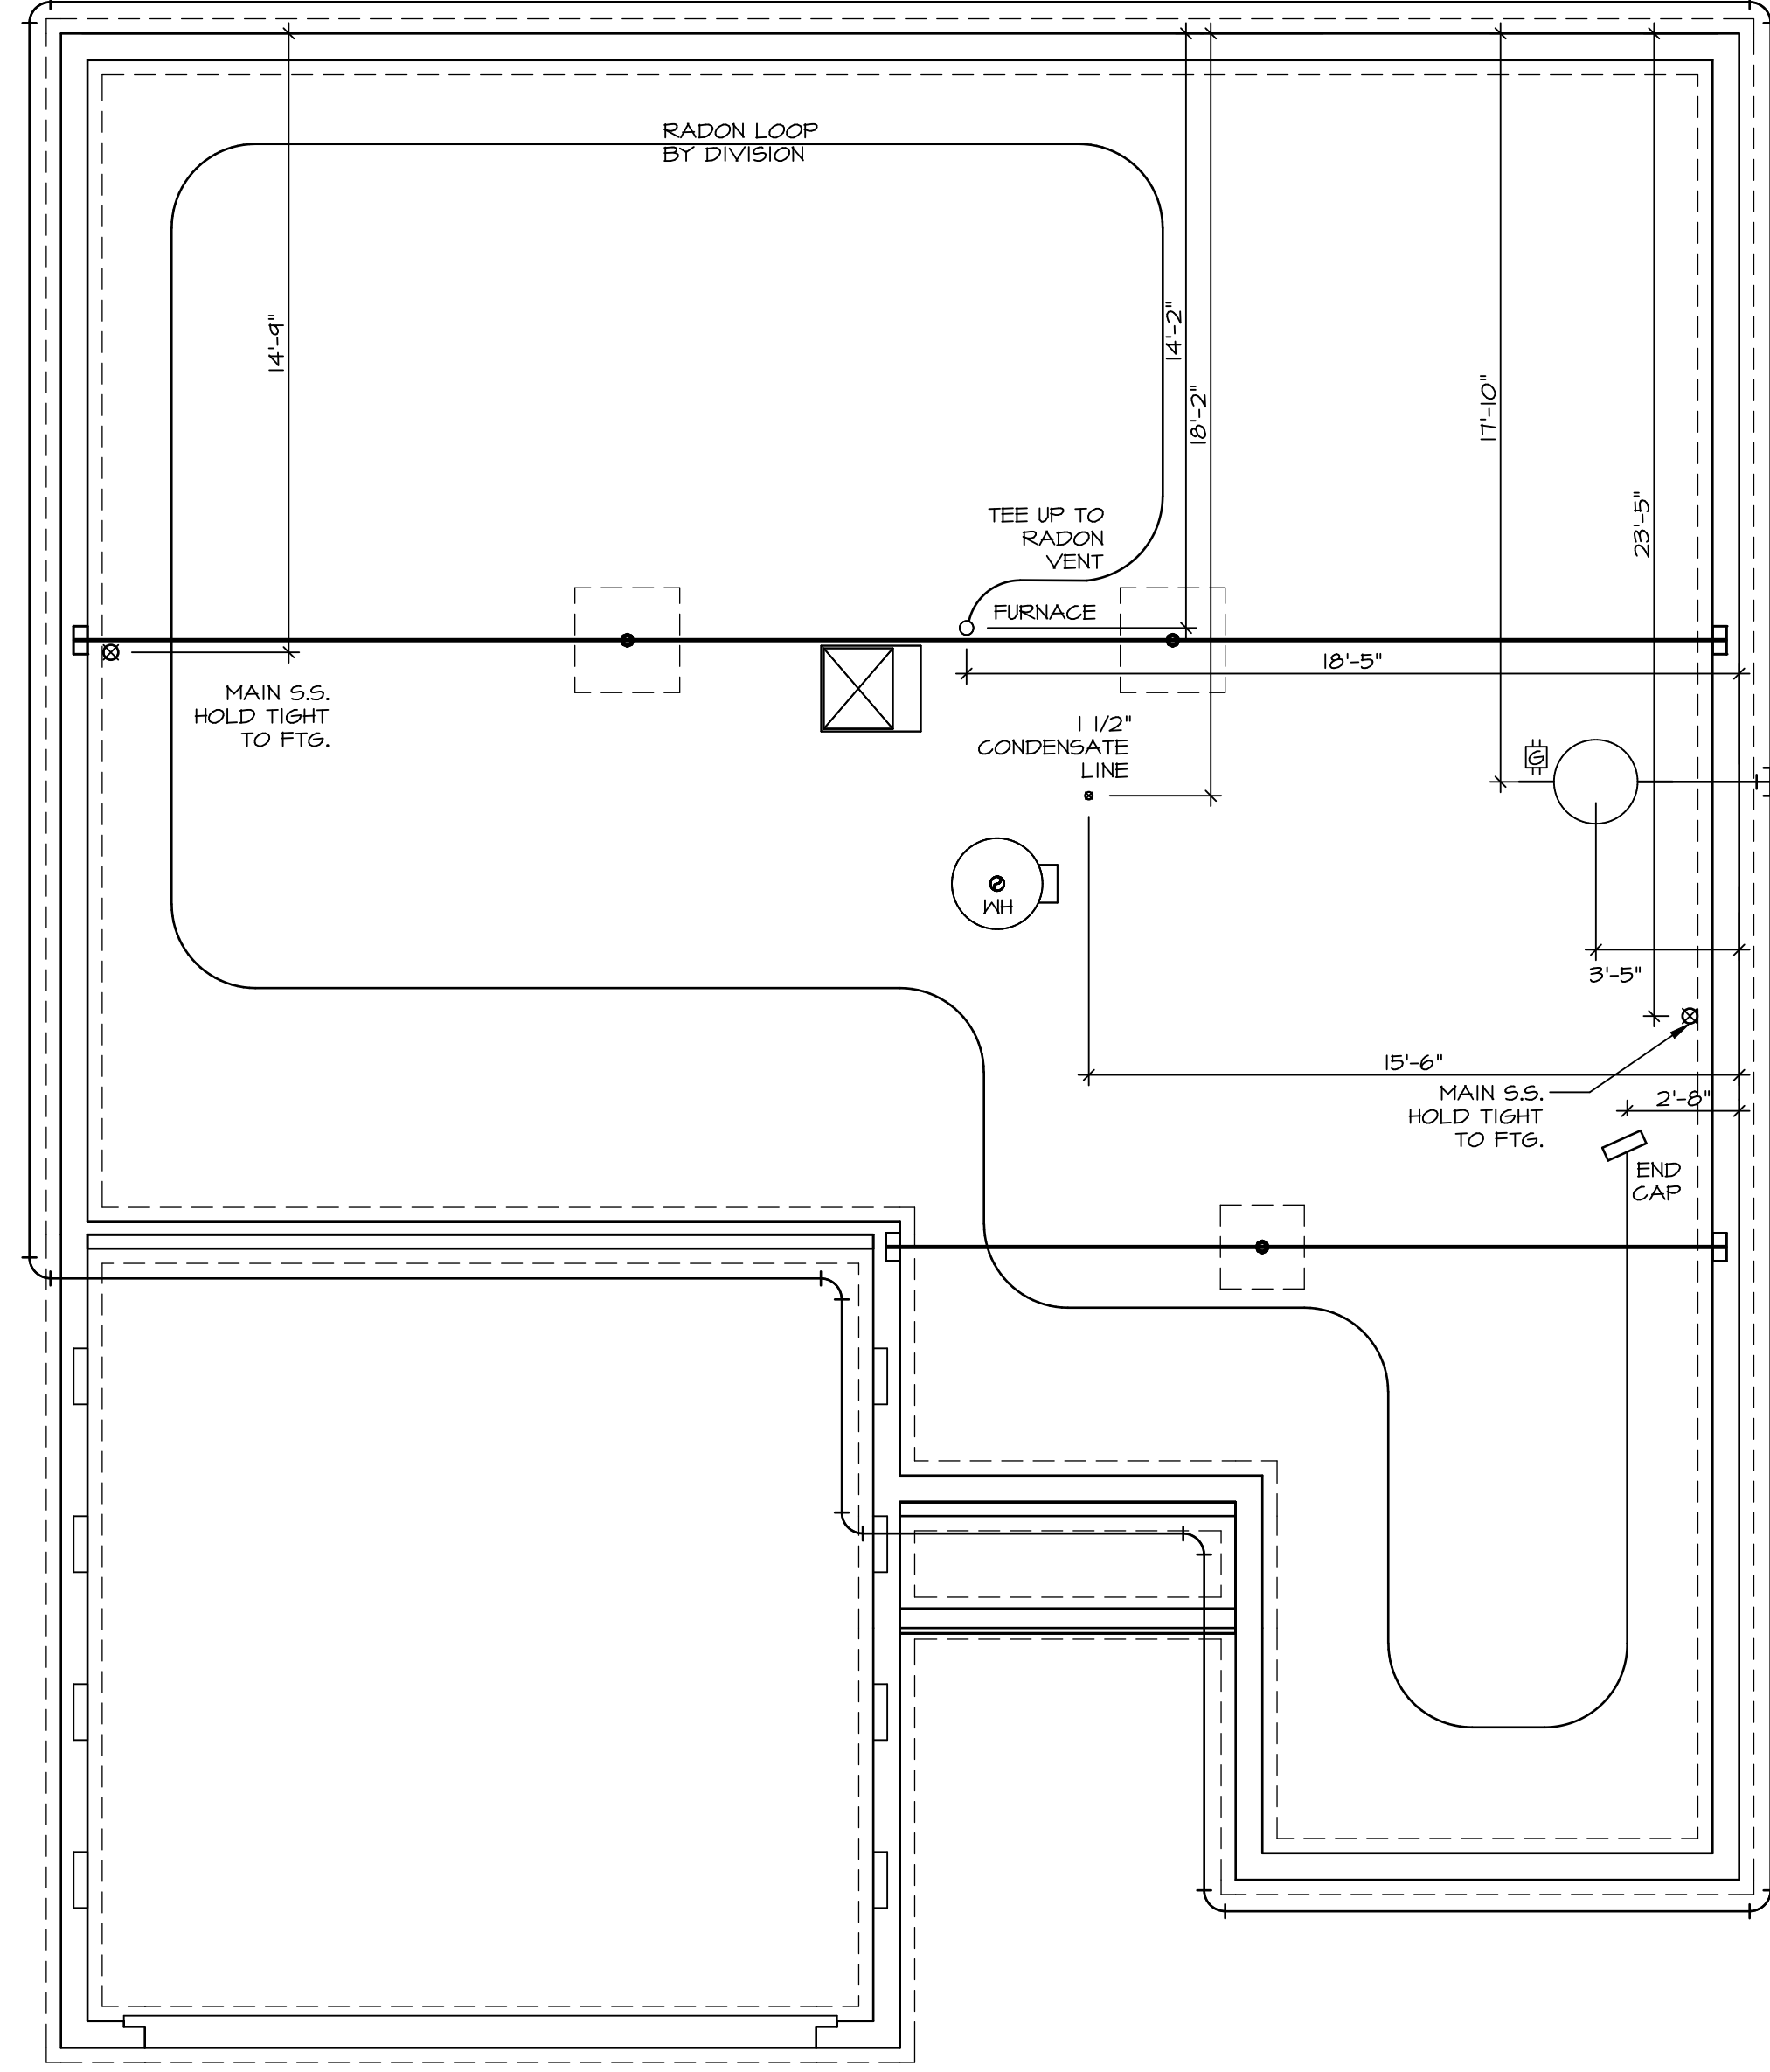 RADON LOOP
BY DIVISION
14'-9"
14'-2"
18'-2"
17'-10"
23'-5"
TEE UP TO
RADON
VENT
FURNACE
18'-5"
MAIN S.S.
HOLD TIGHT
TO FTG.
1 1/2"
CONDENSATE
LINE
G
WH
3'-5"
15'-6"
MAIN S.S.
HOLD TIGHT
TO FTG.
2'-8"
END
CAP